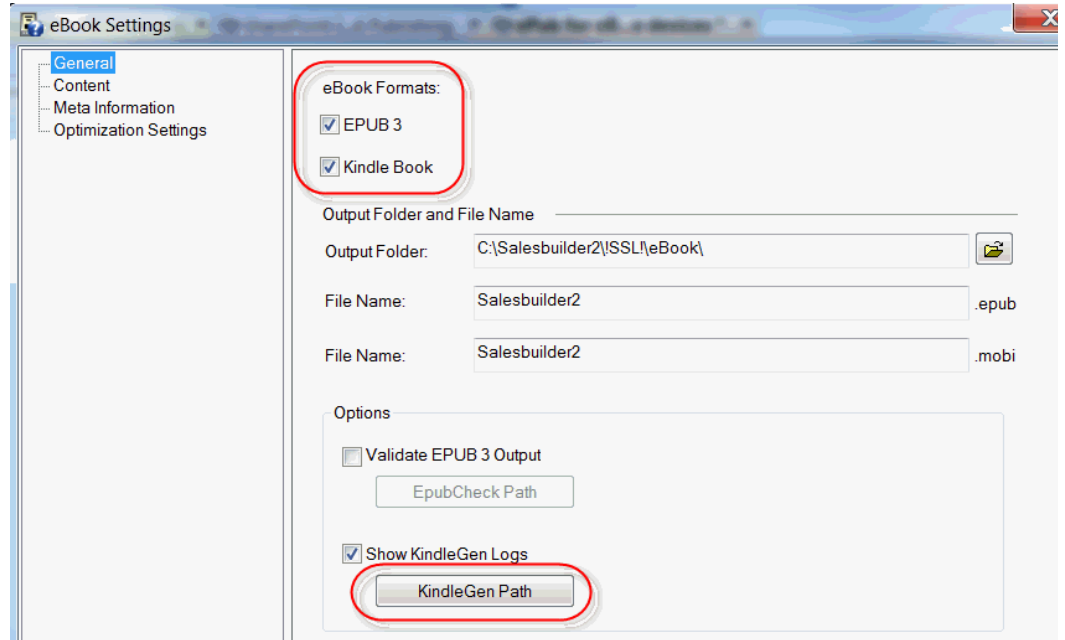 eBook Settings
General
Content
Meta Information
Optimization Settings
eBook Formats:
EPUB 3
Kindle Book
Output Folder and File Name
Output Folder: C:\Salesbuilder2\!SSL!\eBook\
File Name: Salesbuilder2 .epub
File Name: Salesbuilder2 .mobi
Options
Validate EPUB 3 Output
EpubCheck Path
Show KindleGen Logs
KindleGen Path